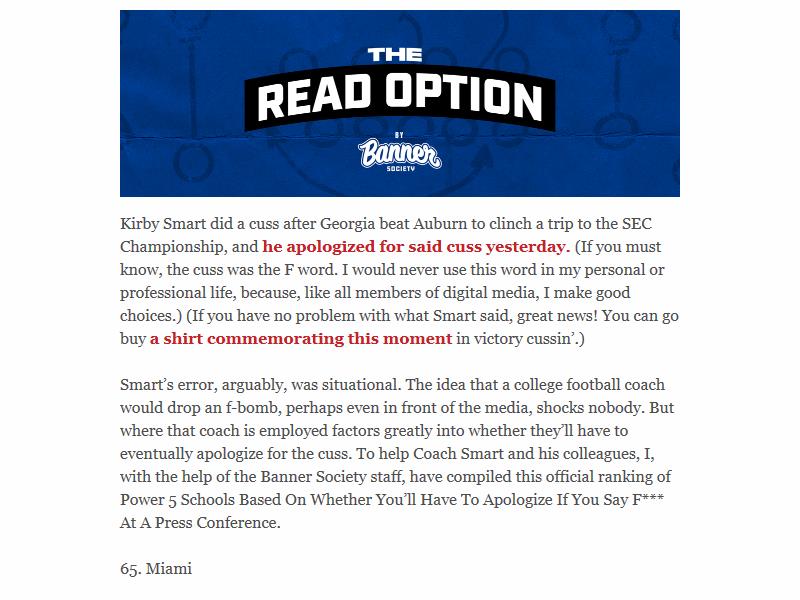 THE
READ OPTION
BY
Banner
SOCIETY
Kirby Smart did a cuss after Georgia beat Auburn to clinch a trip to the SEC
Championship, and he apologized for said cuss yesterday. (If you must
know, the cuss was the F word. I would never use this word in my personal or
professional life, because, like all members of digital media, I make good
choices.) (If you have no problem with what Smart said, great news! You can go
buy a shirt commemorating this moment in victory cussin’.)
Smart’s error, arguably, was situational. The idea that a college football coach
would drop an f-bomb, perhaps even in front of the media, shocks nobody. But
where that coach is employed factors greatly into whether they’ll have to
eventually apologize for the cuss. To help Coach Smart and his colleagues, I,
with the help of the Banner Society staff, have compiled this official ranking of
Power 5 Schools Based On Whether You’ll Have To Apologize If You Say F***
At A Press Conference.
65. Miami